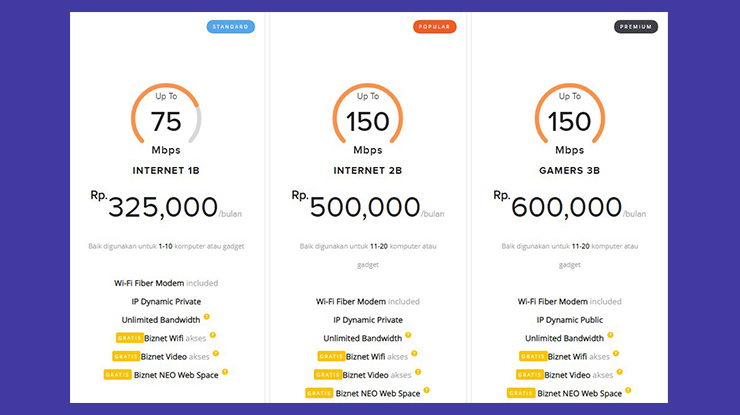 STANDARD
Up To
75
Mbps
INTERNET 1B
Rp.325,000/bulan
Baik digunakan untuk 1-10 komputer atau gadget
Wi-Fi Fiber Modem included
IP Dynamic Private
Unlimited Bandwidth ?
GRATIS Biznet Wifi akses ?
GRATIS Biznet Video akses ?
GRATIS Biznet NEO Web Space ?
POPULAR
Up To
150
Mbps
INTERNET 2B
Rp.500,000/bulan
Baik digunakan untuk 11-20 komputer atau
gadget
Wi-Fi Fiber Modem included
IP Dynamic Private
Unlimited Bandwidth ?
GRATIS Biznet Wifi akses ?
GRATIS Biznet Video akses ?
GRATIS Biznet NEO Web Space ?
PREMIUM
Up To
150
Mbps
GAMERS 3B
Rp.600,000/bulan
Baik digunakan untuk 11-20 komputer atau
gadget
Wi-Fi Fiber Modem included
IP Dynamic Public
Unlimited Bandwidth ?
GRATIS Biznet Wifi akses ?
GRATIS Biznet Video akses ?
GRATIS Biznet NEO Web Space ?